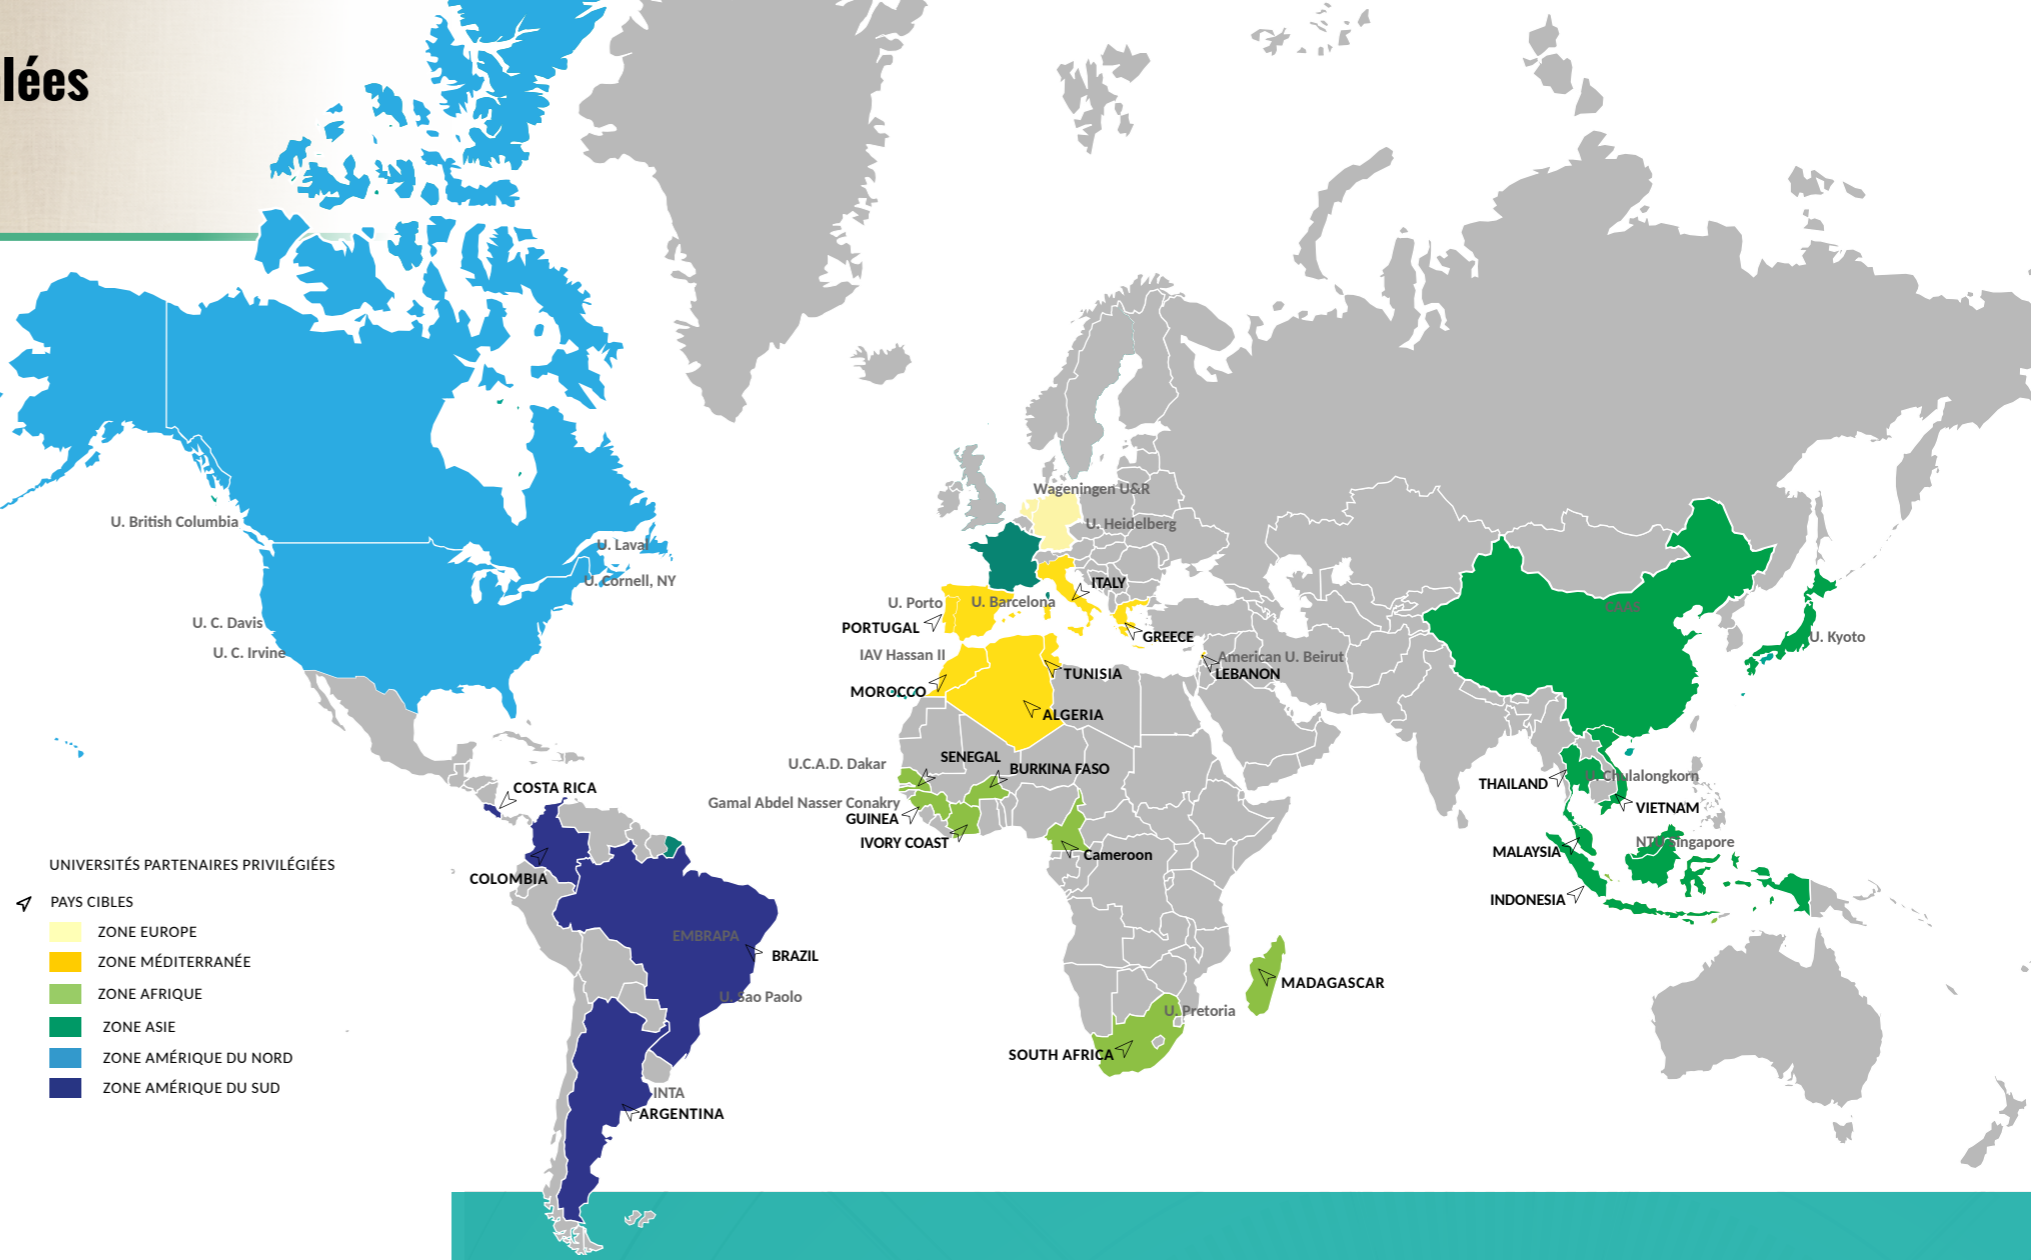 lées
U. British Columbia
U. Laval
U. Cornell, NY
U. C. Davis
U. C. Irvine
Wageningen U&R
U. Heidelberg
ITALY
U. Porto
U. Barcelona
PORTUGAL
GREECE
IAV Hassan II
American U. Beirut
TUNISIA
LEBANON
MOROCCO
ALGERIA
CAAS
U. Kyoto
SENEGAL
U.C.A.D. Dakar
BURKINA FASO
Gamal Abdel Nasser Conakry
GUINEA
IVORY COAST
Cameroon
U. Chulalongkorn
THAILAND
VIETNAM
NTU Singapore
MALAYSIA
INDONESIA
COSTA RICA
COLOMBIA
EMBRAPA
BRAZIL
U. Sao Paolo
MADAGASCAR
U. Pretoria
SOUTH AFRICA
INTA
ARGENTINA
UNIVERSITÉS PARTENAIRES PRIVILÉGIÉES
PAYS CIBLES
ZONE EUROPE
ZONE MÉDITERRANÉE
ZONE AFRIQUE
ZONE ASIE
ZONE AMÉRIQUE DU NORD
ZONE AMÉRIQUE DU SUD